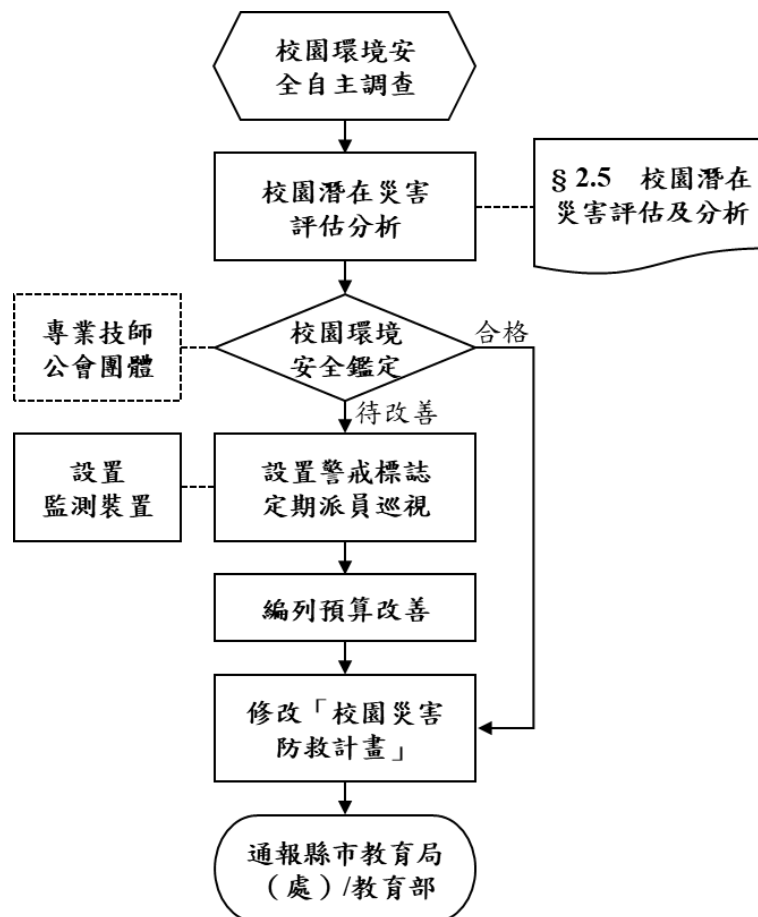 校園環境安
全自主調查
校園潛在災害
評估分析
§ 2.5 校園潛在
災害評估及分析
專業技師
公會團體
校園環境
安全鑑定
合格
待改善
設置
監測裝置
設置警戒標誌
定期派員巡視
編列預算改善
修改「校園災害
防救計畫」
通報縣市教育局
（處）/教育部